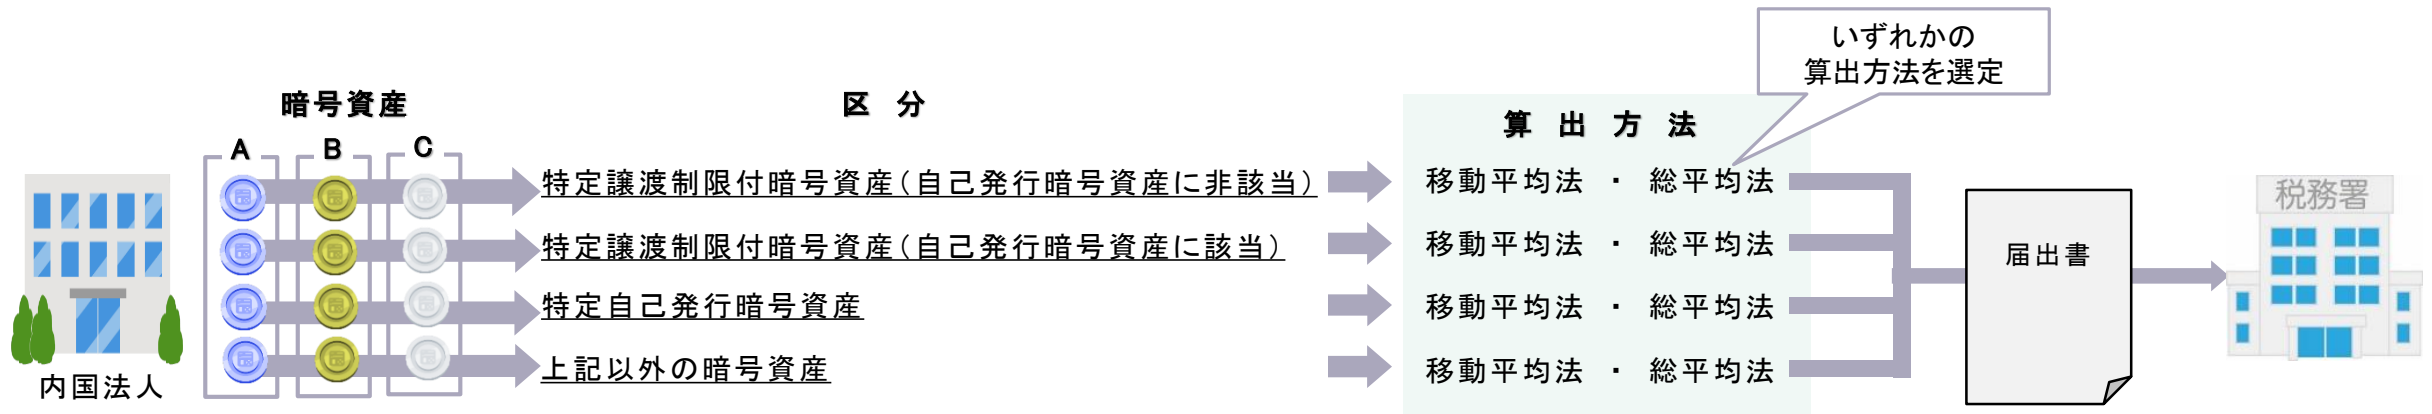 いずれかの
算出方法を選定
暗号資産
区 分
算 出 方 法
A B C
特定譲渡制限付暗号資産（自己発行暗号資産に非該当）
移動平均法 ・ 総平均法
特定譲渡制限付暗号資産（自己発行暗号資産に該当）
移動平均法 ・ 総平均法
特定自己発行暗号資産
移動平均法 ・ 総平均法
上記以外の暗号資産
移動平均法 ・ 総平均法
内国法人
届出書
税務署